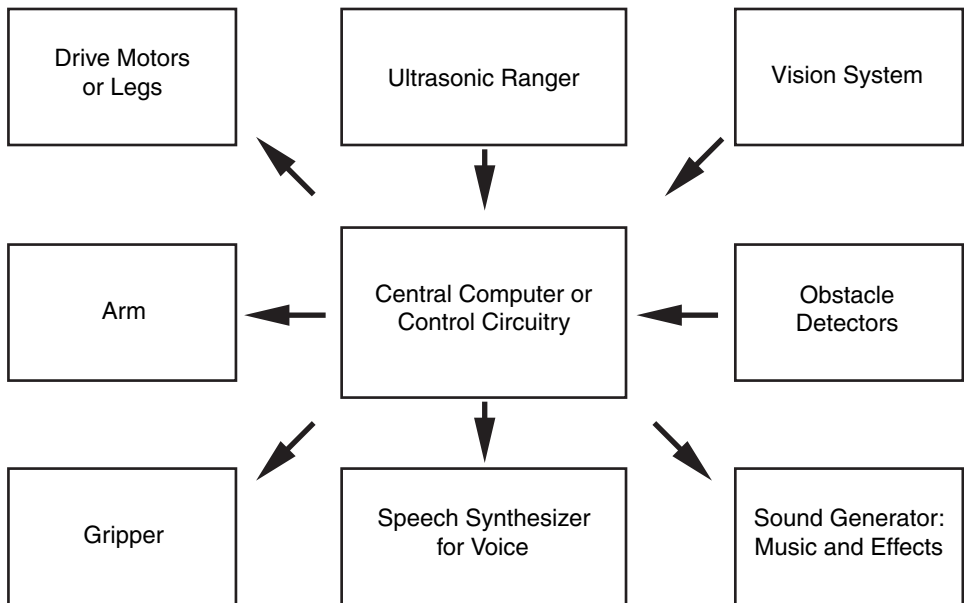 Drive Motors
or Legs
Ultrasonic Ranger
Vision System
Arm
Central Computer or
Control Circuitry
Obstacle
Detectors
Gripper
Speech Synthesizer
for Voice
Sound Generator:
Music and Effects